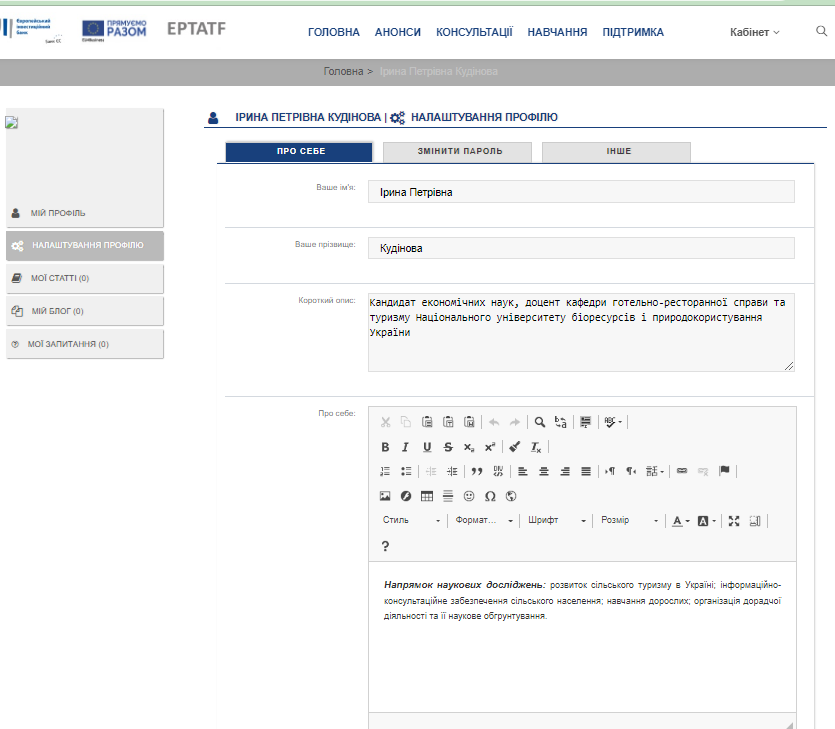 Європейський
інвестиційний
банк
EU4Business
ПРЯМУЄМО
РАЗОМ
EPTATF
ГОЛОВНА АНОНСИ КОНСУЛЬТАЦІЇ НАВЧАННЯ ПІДТРИМКА
Кабінет
Головна > Ірина Петрівна Кудінова
МІЙ ПРОФІЛЬ
НАЛАШТУВАННЯ ПРОФІЛЮ
МОЇ СТАТТІ (0)
МІЙ БЛОГ (0)
МОЇ ЗАПИТАННЯ (0)
ІРИНА ПЕТРІВНА КУДІНОВА | НАЛАШТУВАННЯ ПРОФІЛЮ
ПРО СЕБЕ ЗМІНИТИ ПАРОЛЬ ІНШЕ
Ваше ім'я: Ірина Петрівна
Ваше прізвище: Кудінова
Короткий опис: Кандидат економічних наук, доцент кафедри готельно-ресторанної справи та
туризму Національного університету біоресурсів і природокористування
України
Про себе:
B I U S x₂ x² Tx
Стиль Формат... Шрифт Розмір A A
?
Напрямок наукових досліджень: розвиток сільського туризму в Україні; інформаційно-
консультаційне забезпечення сільського населення; навчання дорослих; організація дорадчої
діяльності та її наукове обгрунтування.